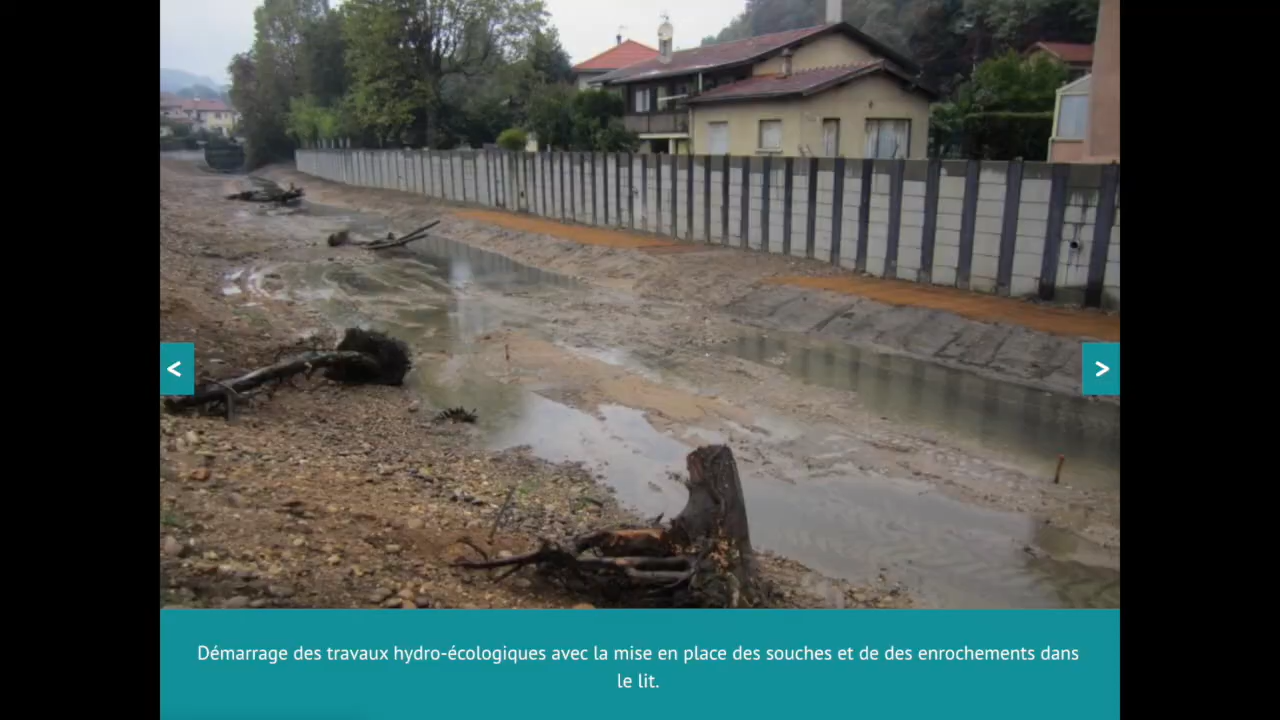 <
>
Démarrage des travaux hydro-écologiques avec la mise en place des souches et de des enrochements dans
le lit.